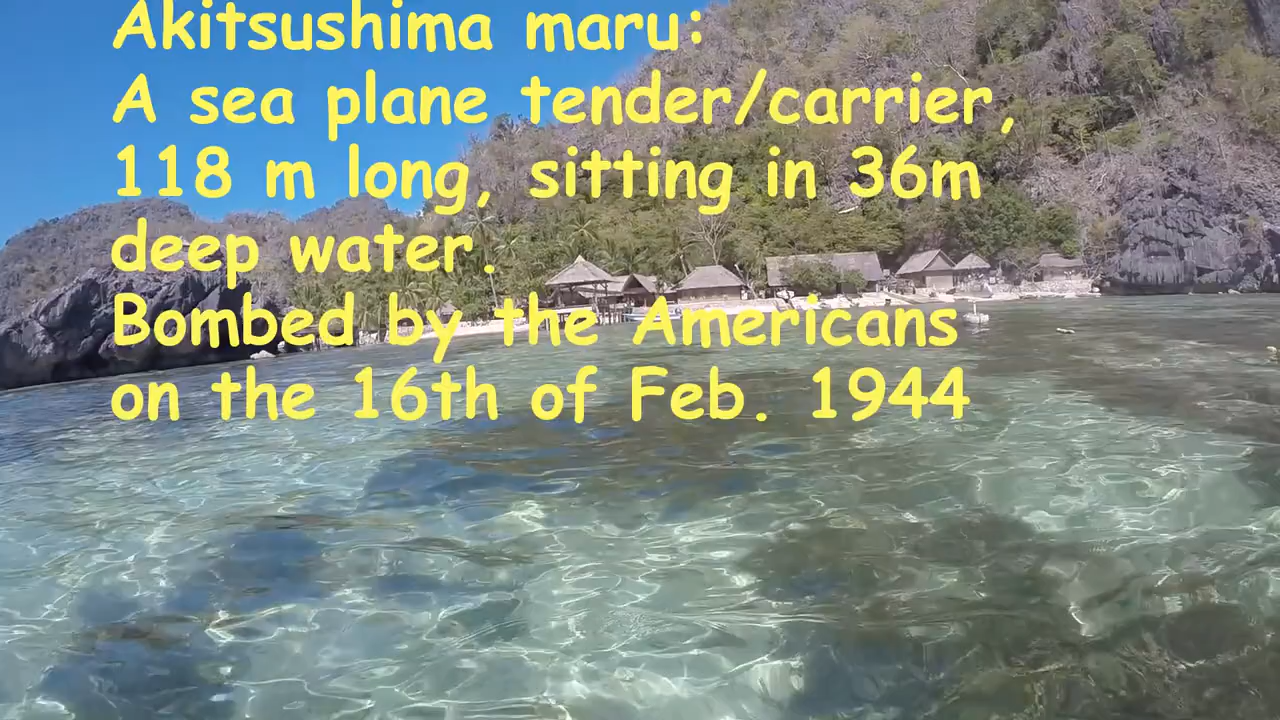 Akitsushima maru:
A sea plane tender/carrier,
118 m long, sitting in 36m
deep water.
Bombed by the Americans
on the 16th of Feb. 1944